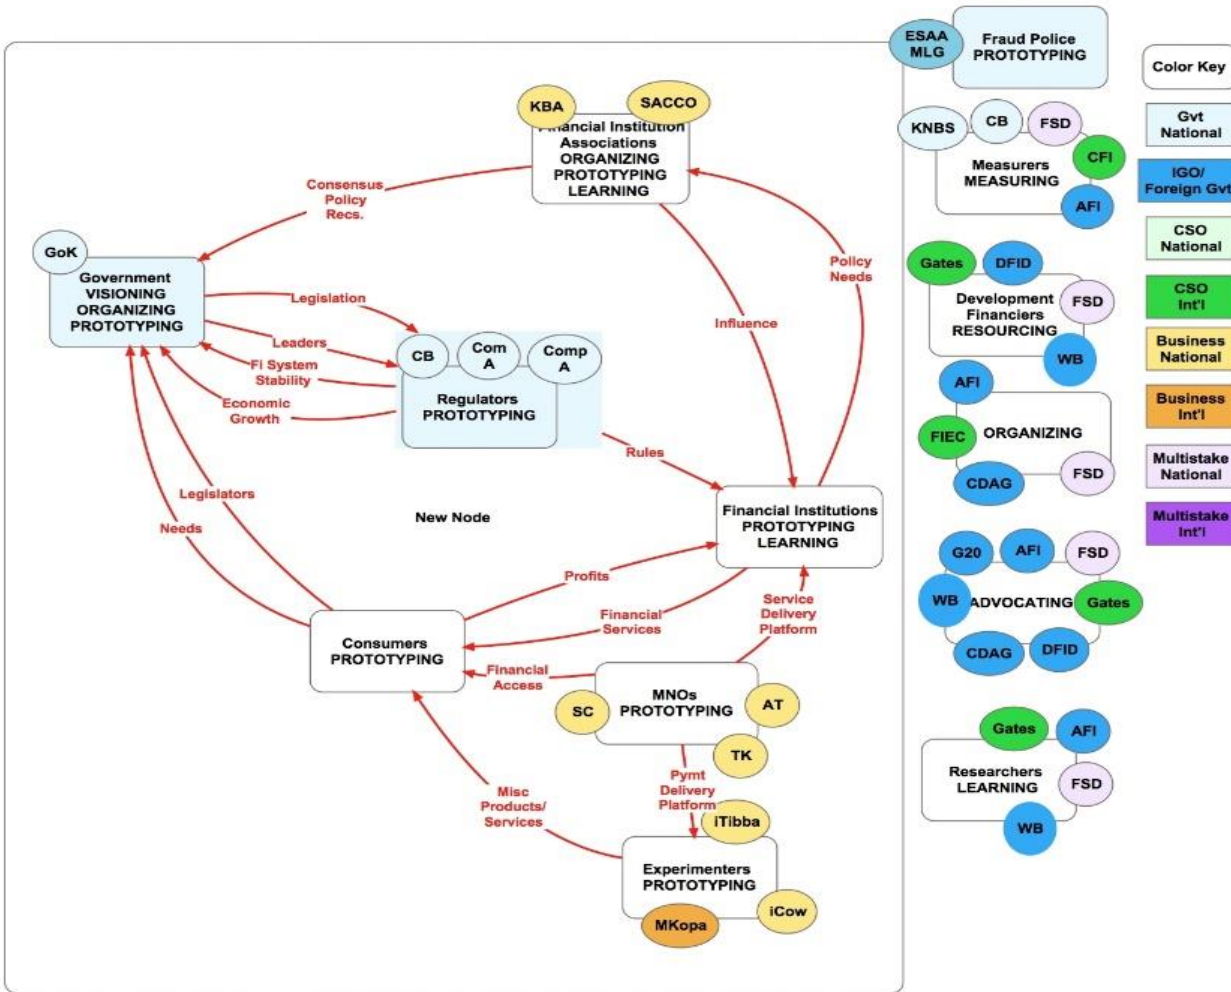 KBA
SACCO
Financial Institution
Associations
ORGANIZING
PROTOTYPING
LEARNING
Consensus
Policy
Recs.
GoK
Government
VISIONING
ORGANIZING
PROTOTYPING
Legislation
Leaders
Fi System
Stability
Economic
Growth
CB
Com
A
Comp
A
Regulators
PROTOTYPING
Influence
Policy
Needs
Rules
Legislators
Needs
New Node
Financial Institutions
PROTOTYPING
LEARNING
Profits
Financial
Services
Service
Delivery
Platform
Consumers
PROTOTYPING
Financial
Access
MNOs
PROTOTYPING
SC
AT
TK
Pymt
Delivery
Platform
Misc
Products/
Services
iTibba
Experimenters
PROTOTYPING
iCow
MKopa
ESAA
MLG
Fraud Police
PROTOTYPING
KNBS
CB
FSD
CFI
AFI
Measurers
MEASURING
Gates
DFID
FSD
WB
Development
Financiers
RESOURCING
AFI
FIEC
CDAG
FSD
ORGANIZING
G20
AFI
FSD
WB
ADVOCATING
Gates
CDAG
DFID
Gates
AFI
Researchers
LEARNING
FSD
WB
Color Key
Gvt
National
IGO/
Foreign Gvt
CSO
National
CSO
Int'l
Business
National
Business
Int'l
Multistake
National
Multistake
Int'l